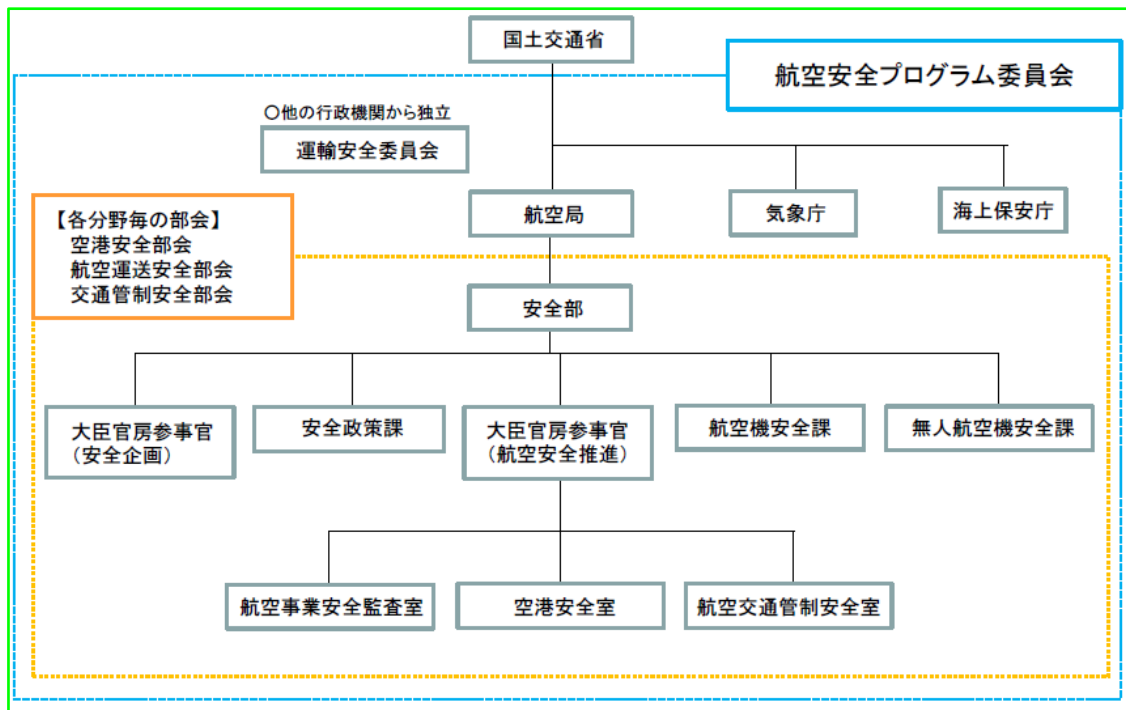 国土交通省
航空安全プログラム委員会
〇他の行政機関から独立
運輸安全委員会
航空局
気象庁
海上保安庁
【各分野毎の部会】
空港安全部会
航空運送安全部会
交通管制安全部会
安全部
大臣官房参事官
(安全企画)
安全政策課
大臣官房参事官
(航空安全推進)
航空機安全課
無人航空機安全課
航空事業安全監査室
空港安全室
航空交通管制安全室